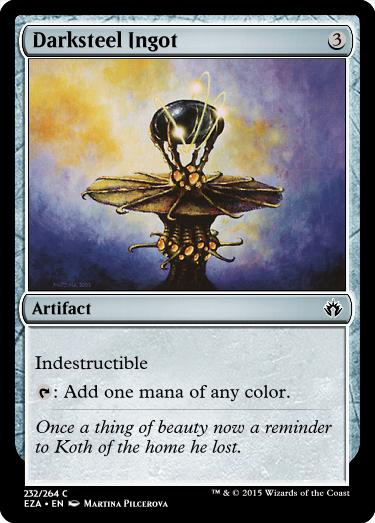 Darksteel Ingot 3
Artifact
Indestructible
: Add one mana of any color.
Once a thing of beauty now a reminder
to Koth of the home he lost.
232/264 C
EZA • EN MARTINA PILCEROVA
™ & © 2015 Wizards of the Coast